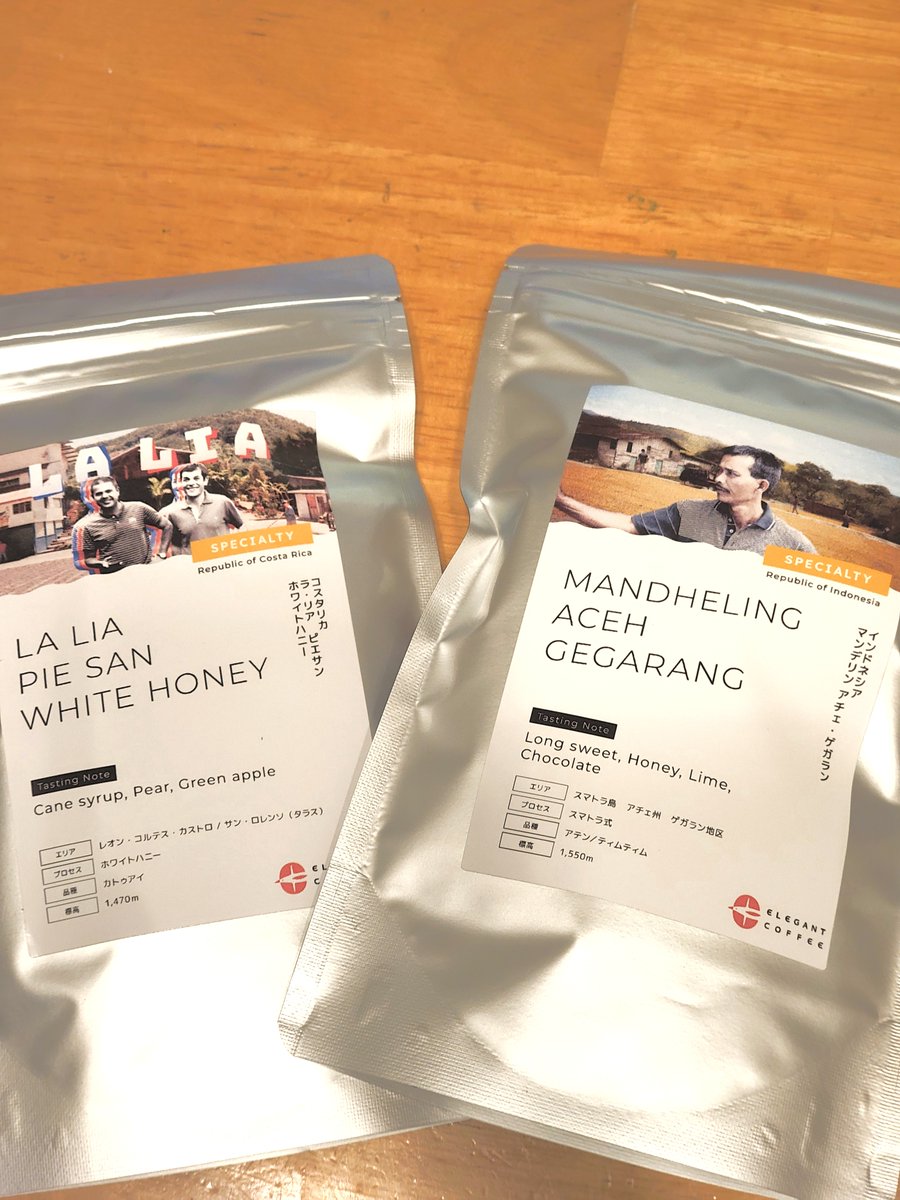 LA LIA
SPECIALTY
Republic of Costa Rica
コスタリカ
ラ・リア ピエサン
ホワイトハニー
LA LIA
PIE SAN
WHITE HONEY
Tasting Note
Cane syrup, Pear, Green apple
エリア レオン・コルテス・カストロ / サン・ロレンソ（タラス）
プロセス ホワイトハニー
品種 カトゥアイ
標高 1,470m
SPECIALTY
Republic of Indonesia
インドネシア
マンデリン アチェ・ゲガラン
MANDHELING
ACEH
GEGARANG
Tasting Note
Long sweet, Honey, Lime,
Chocolate
エリア スマトラ島 アチェ州 ゲガラン地区
プロセス スマトラ式
品種 アテン/ティムティム
標高 1,550m
ELEGANT
COFFEE